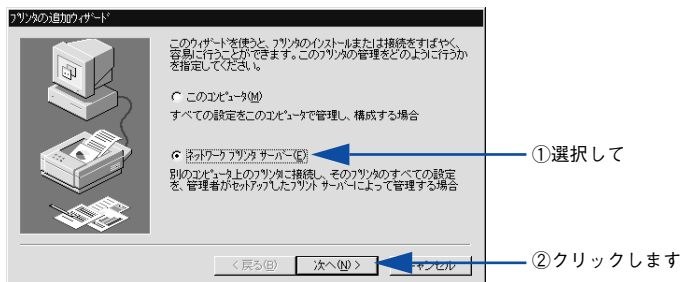 プリンタの追加ウィザード
このウィザードを使うと、プリンタのインストールまたは接続をすばやく、
容易に行うことができます。このプリンタの管理をどのように行うか
を指定してください。
このコンピュータ(M)
すべての設定をこのコンピュータで管理し、構成する場合
ネットワーク プリンタ サーバー(E)
①選択して
別のコンピュータ上のプリンタに接続し、そのプリンタのすべての設定
を、管理者がセットアップしたプリント サーバーによって管理する場合
< 戻る(B)
次へ(N) >
キャンセル
②クリックします